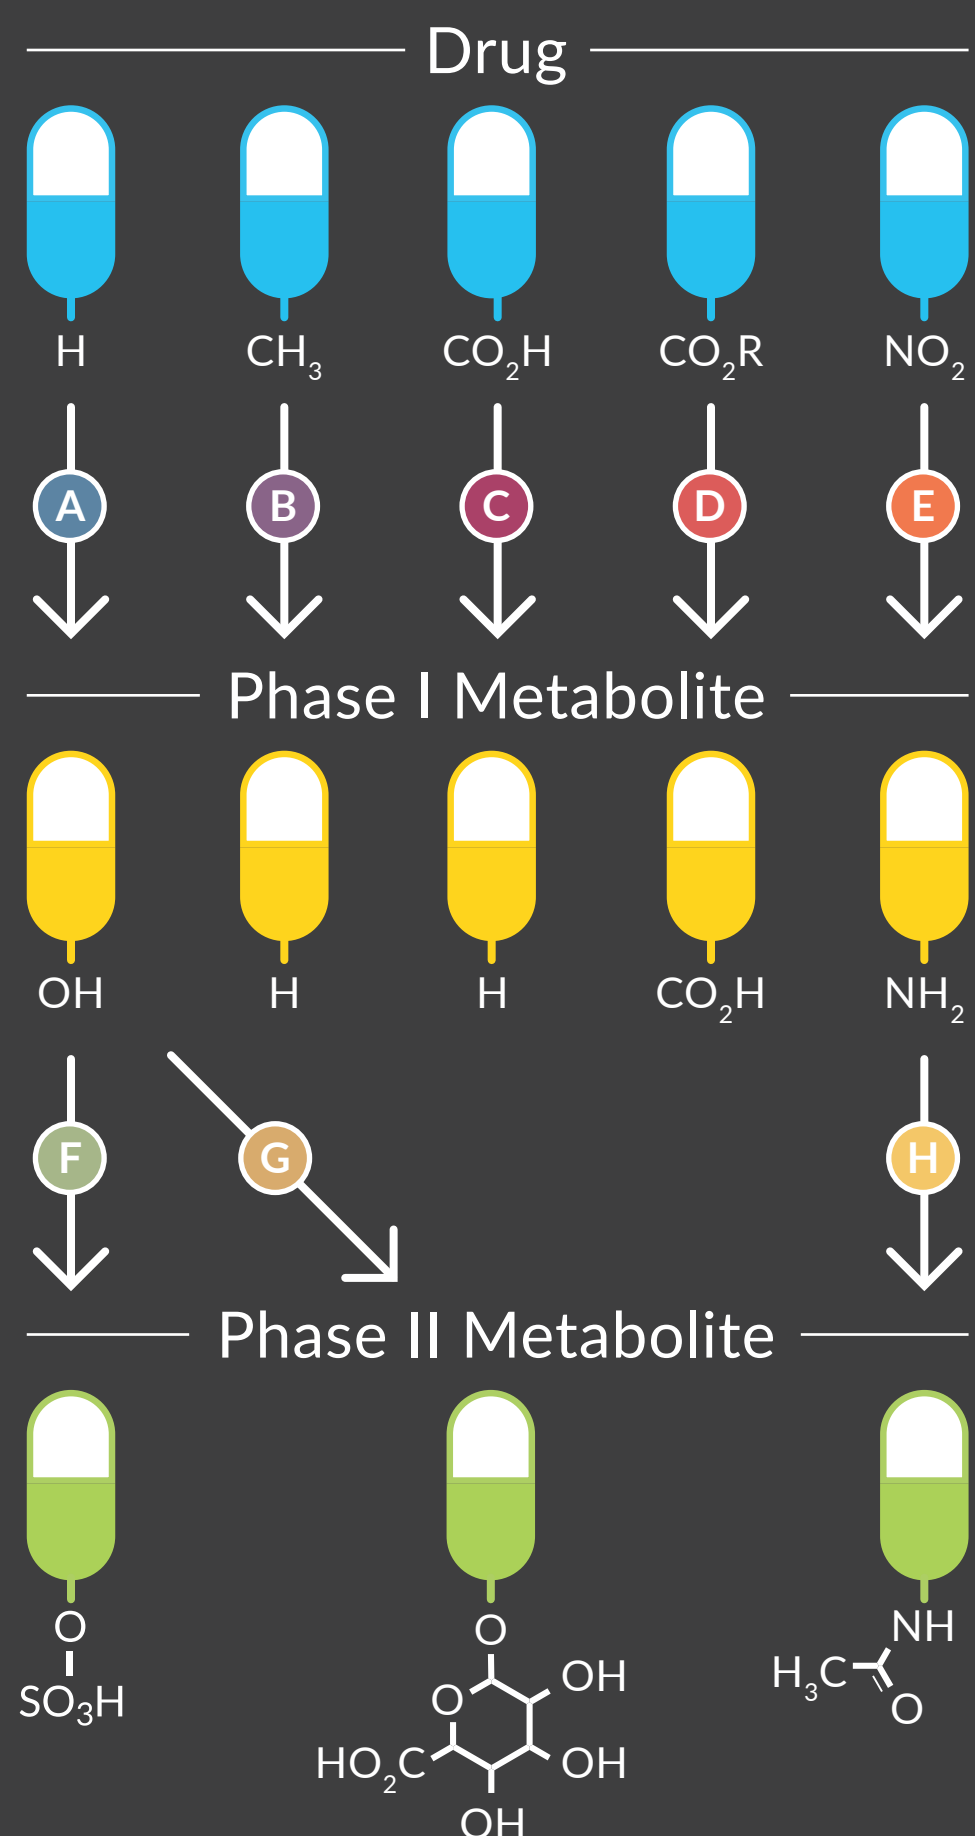 Drug
H CH₃ CO₂H CO₂R NO₂
A B C D E
Phase I Metabolite
OH H H CO₂H NH₂
F G H
Phase II Metabolite
O O NH
H₃C O
SO₃H O OH
HO₂C OH
OH